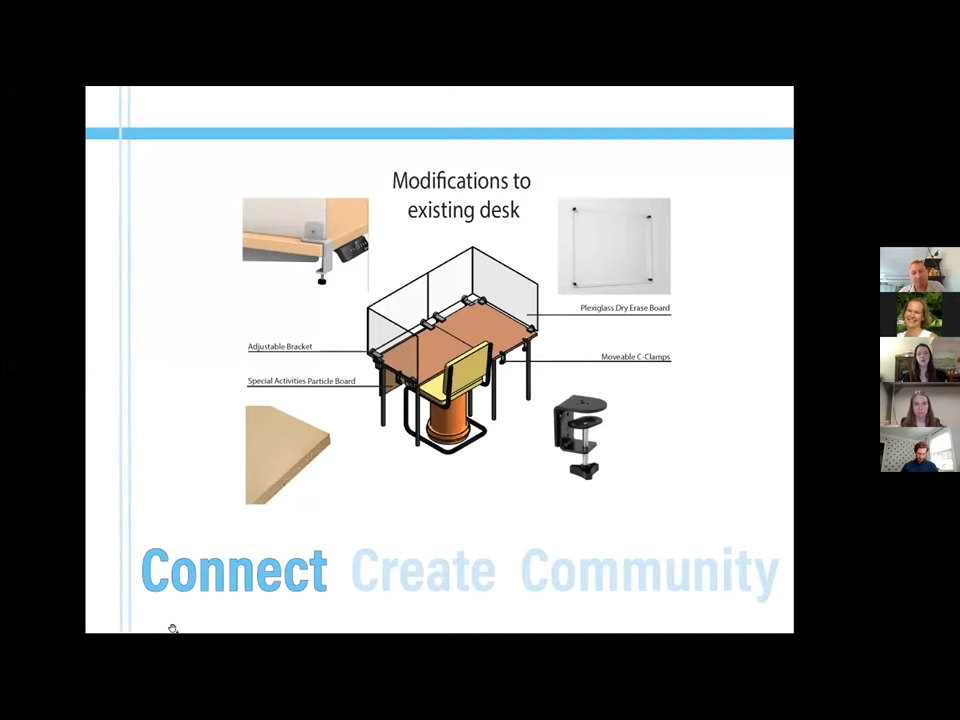 Modifications to
existing desk
Plexiglass Dry Erase Board
Adjustable Bracket
Moveable C-Clamps
Special Activities Particle Board
Connect Create Community